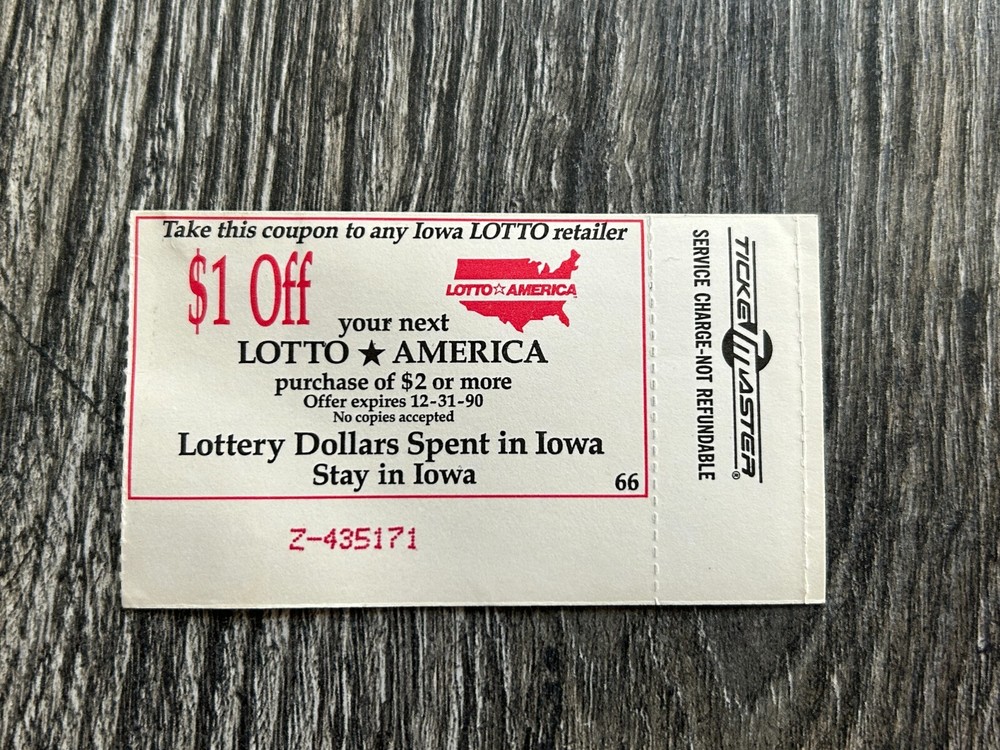 Take this coupon to any Iowa LOTTO retailer
$1 Off
LOTTO☆AMERICA
your next
LOTTO ★ AMERICA
purchase of $2 or more
Offer expires 12-31-90
No copies accepted
Lottery Dollars Spent in Iowa
Stay in Iowa
66
Z-435171
TICKETMASTER®
SERVICE CHARGE-NOT REFUNDABLE